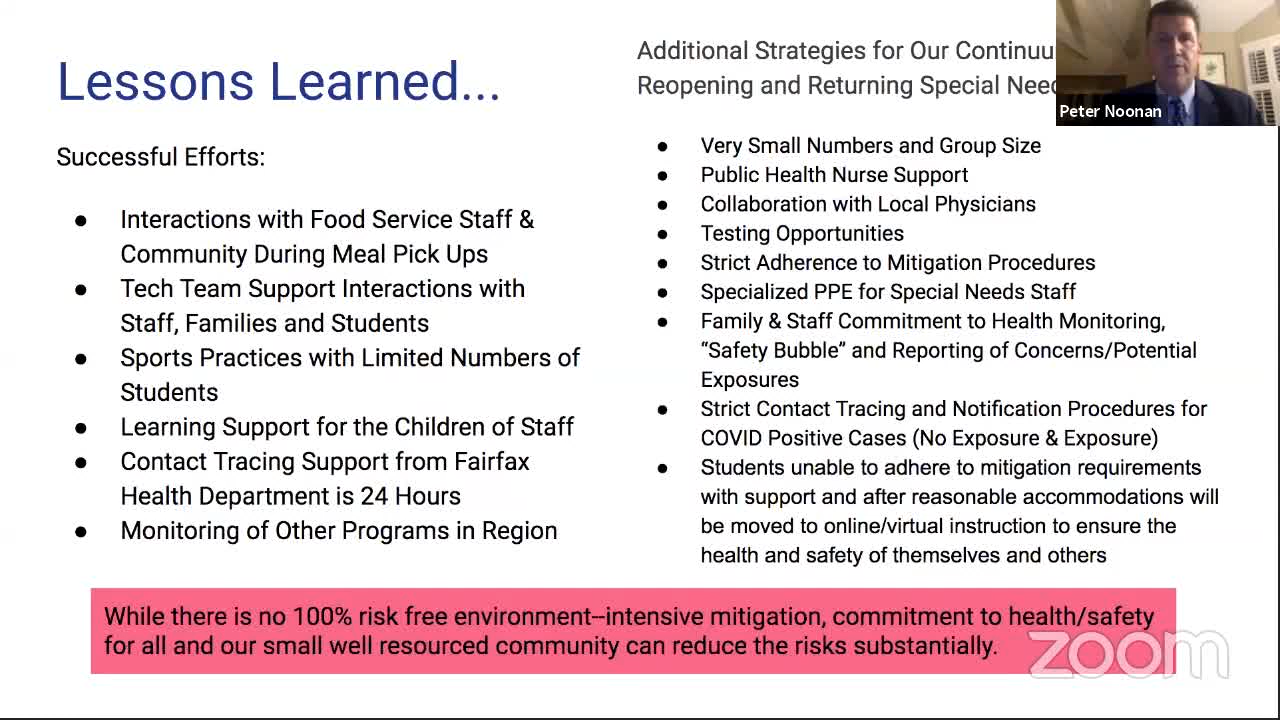 Lessons Learned...
Successful Efforts:
● Interactions with Food Service Staff &
Community During Meal Pick Ups
● Tech Team Support Interactions with
Staff, Families and Students
● Sports Practices with Limited Numbers of
Students
● Learning Support for the Children of Staff
● Contact Tracing Support from Fairfax
Health Department is 24 Hours
● Monitoring of Other Programs in Region
Additional Strategies for Our
Reopening and Returning Special
Peter Noonan
● Very Small Numbers and Group Size
● Public Health Nurse Support
● Collaboration with Local Physicians
● Testing Opportunities
● Strict Adherence to Mitigation Procedures
● Specialized PPE for Special Needs Staff
● Family & Staff Commitment to Health Monitoring,
“Safety Bubble” and Reporting of Concerns/Potential
Exposures
● Strict Contact Tracing and Notification Procedures for
COVID Positive Cases (No Exposure & Exposure)
● Students unable to adhere to mitigation requirements
with support and after reasonable accommodations will
be moved to online/virtual instruction to ensure the
health and safety of themselves and others
While there is no 100% risk free environment--intensive mitigation, commitment to health/safety
for all and our small well resourced community can reduce the risks substantially.
zoom